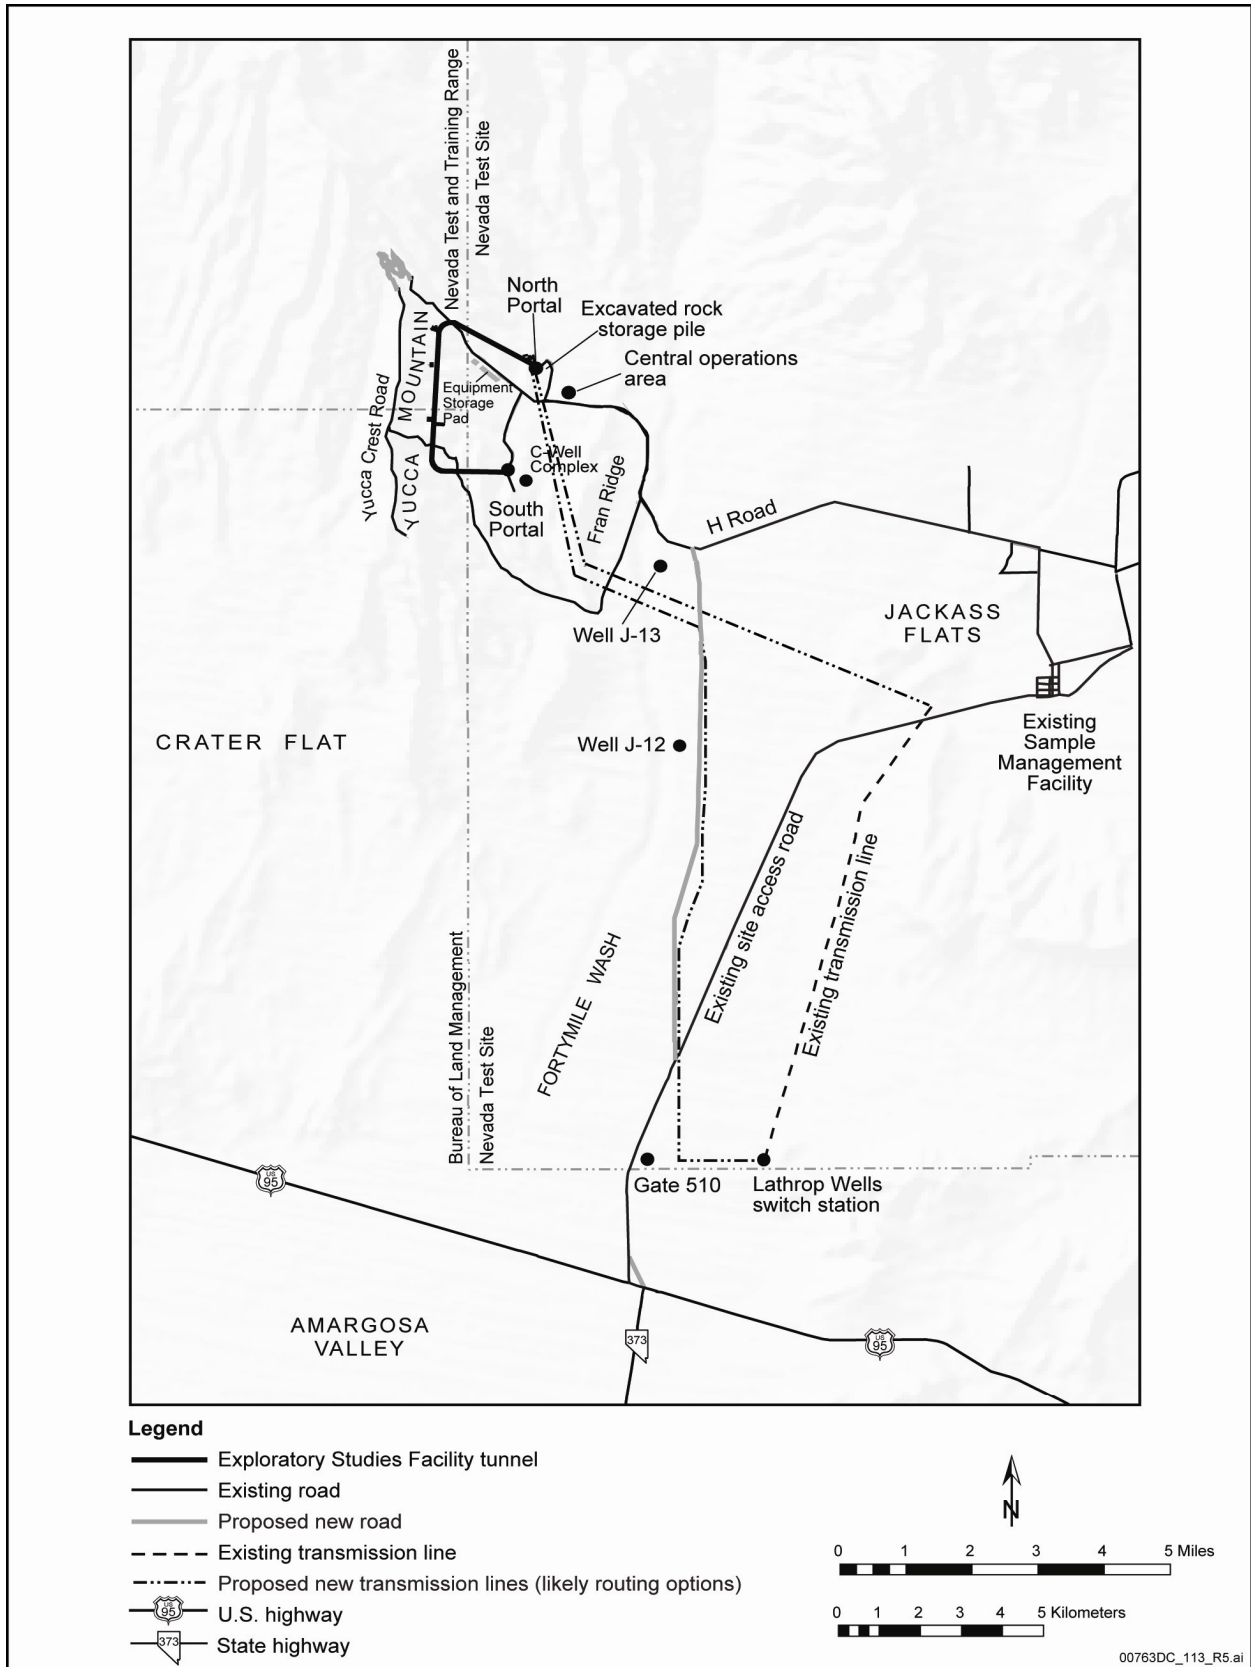 Nevada Test and Training Range
Nevada Test Site
North
Portal
Excavated rock
storage pile
Central operations
area
MOUNTAIN
Equipment
Storage
Pad
Yucca Crest Road
YUCCA
C-Well
Complex
Fran Ridge
South
Portal
H Road
JACKASS
FLATS
Well J-13
Existing
Sample
Management
Facility
CRATER FLAT
Well J-12
Existing site access road
Existing transmission line
FORTYMILE WASH
Bureau of Land Management
Nevada Test Site
Gate 510
Lathrop Wells
switch station
US
95
AMARGOSA
VALLEY
373
US
95
Legend
Exploratory Studies Facility tunnel
Existing road
Proposed new road
Existing transmission line
Proposed new transmission lines (likely routing options)
US
95
U.S. highway
373
State highway
N
0 1 2 3 4 5 Miles
0 1 2 3 4 5 Kilometers
00763DC_113_R5.ai